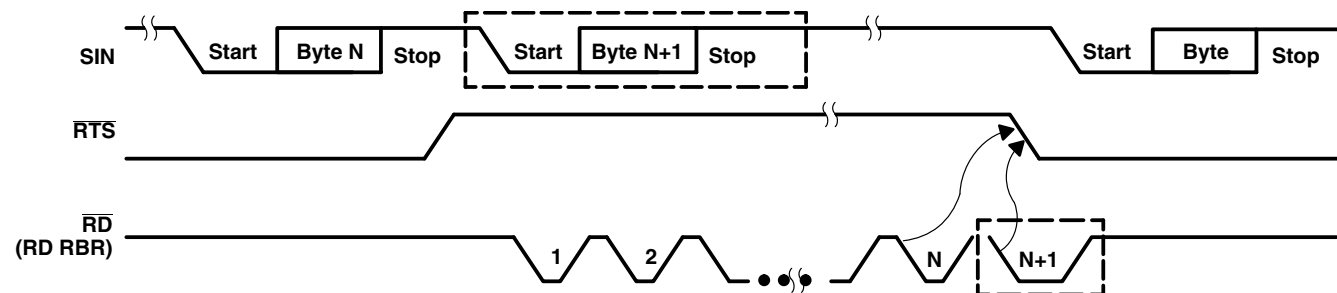 SIN Start Byte N Stop Start Byte N+1 Stop Start Byte Stop
RTS
RD
(RD RBR) 1 2 N N+1